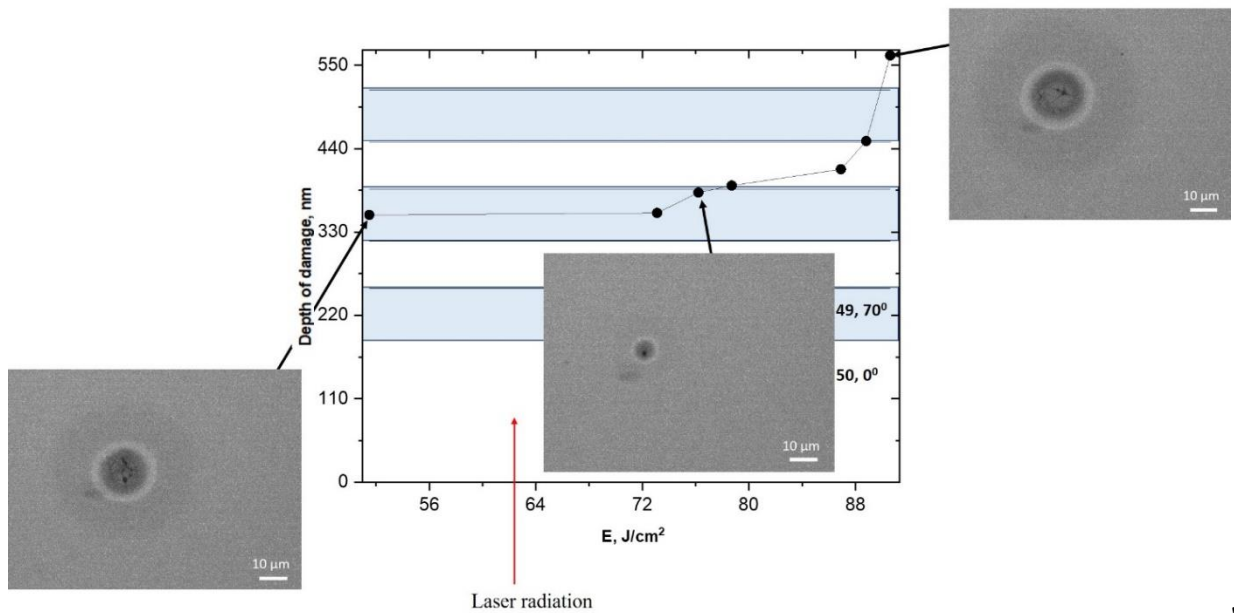 550
440
330
220
110
0
Depth of damage, nm
56
64
72
80
88
E, J/cm²
49, 70⁰
50, 0⁰
10 µm
10 µm
10 µm
Laser radiation